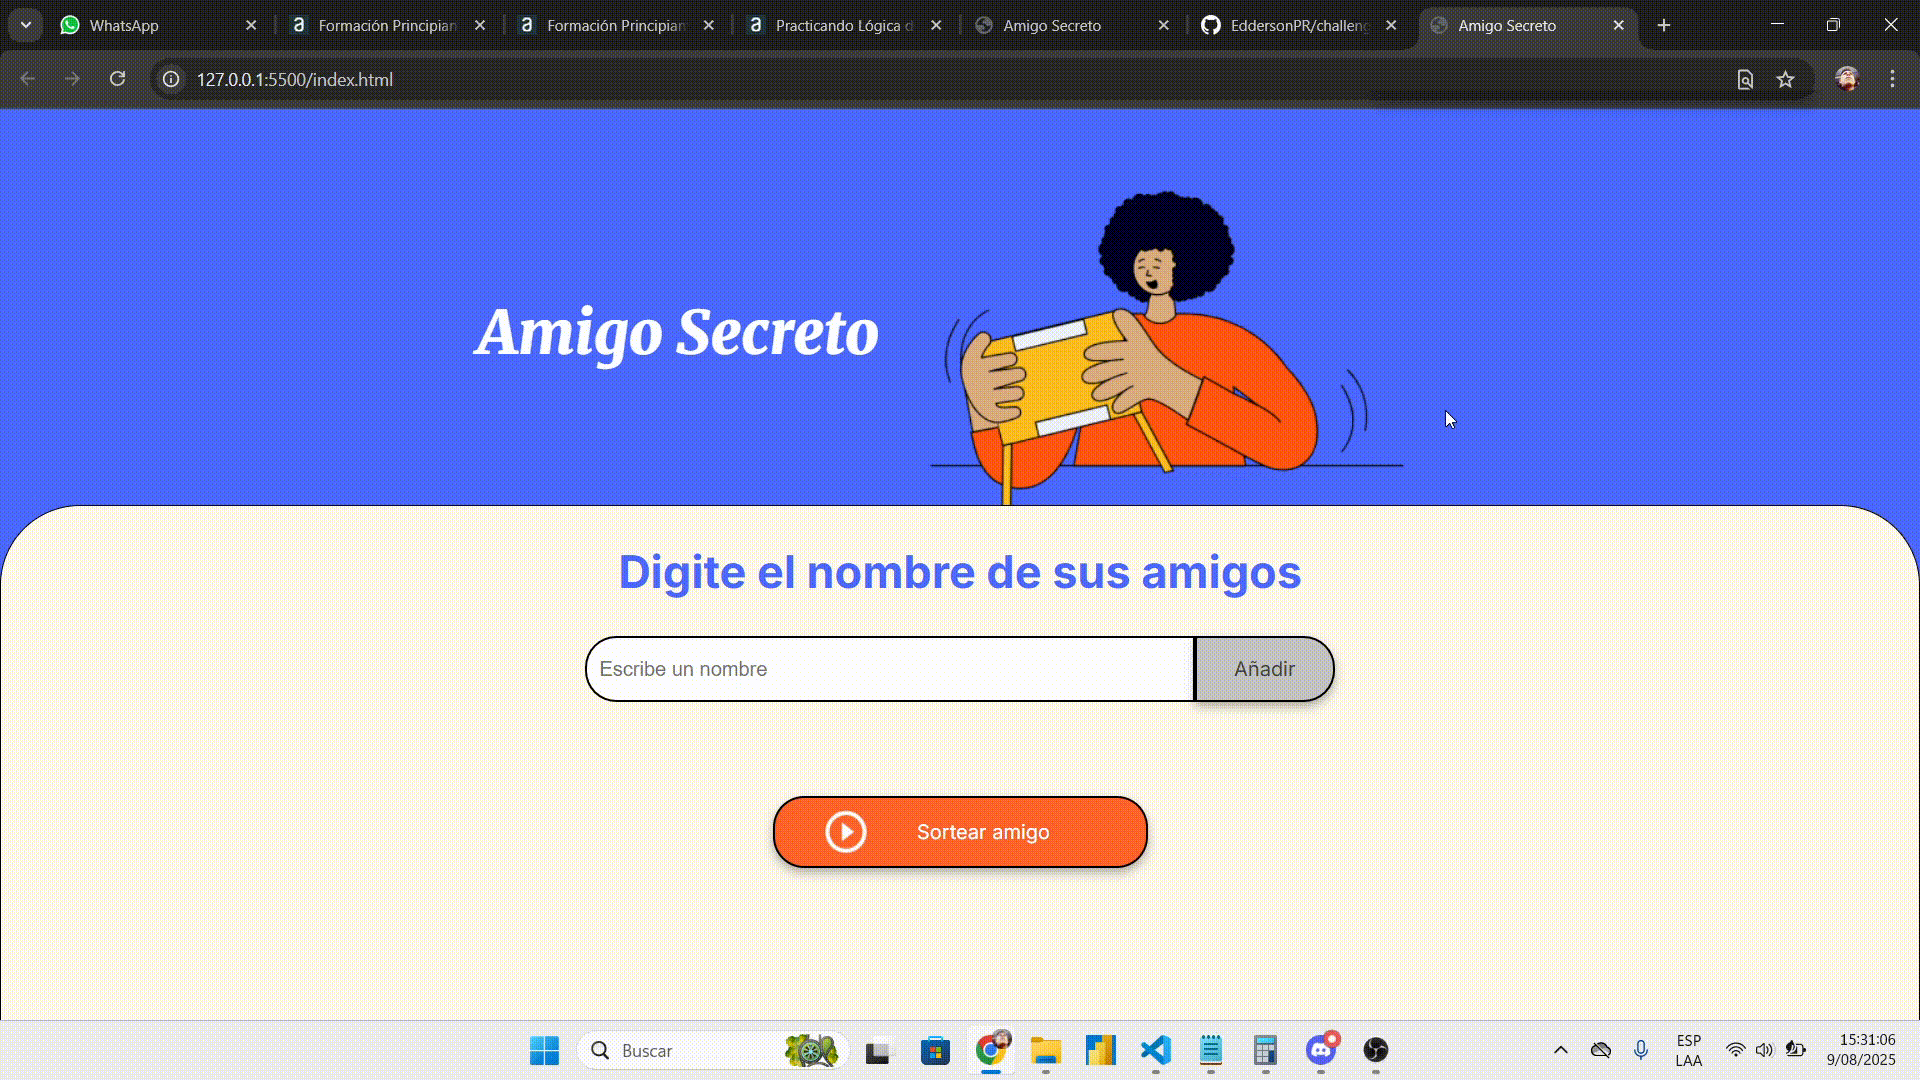 WhatsApp
Formación Principian
Formación Principian
Practicando Lógica d
Amigo Secreto
EddersonPR/challeng
Amigo Secreto
127.0.0.1:5500/index.html
Amigo Secreto
Digite el nombre de sus amigos
Escribe un nombre
Añadir
Sortear amigo
Buscar
ESP
LAA
15:31:06
9/08/2025